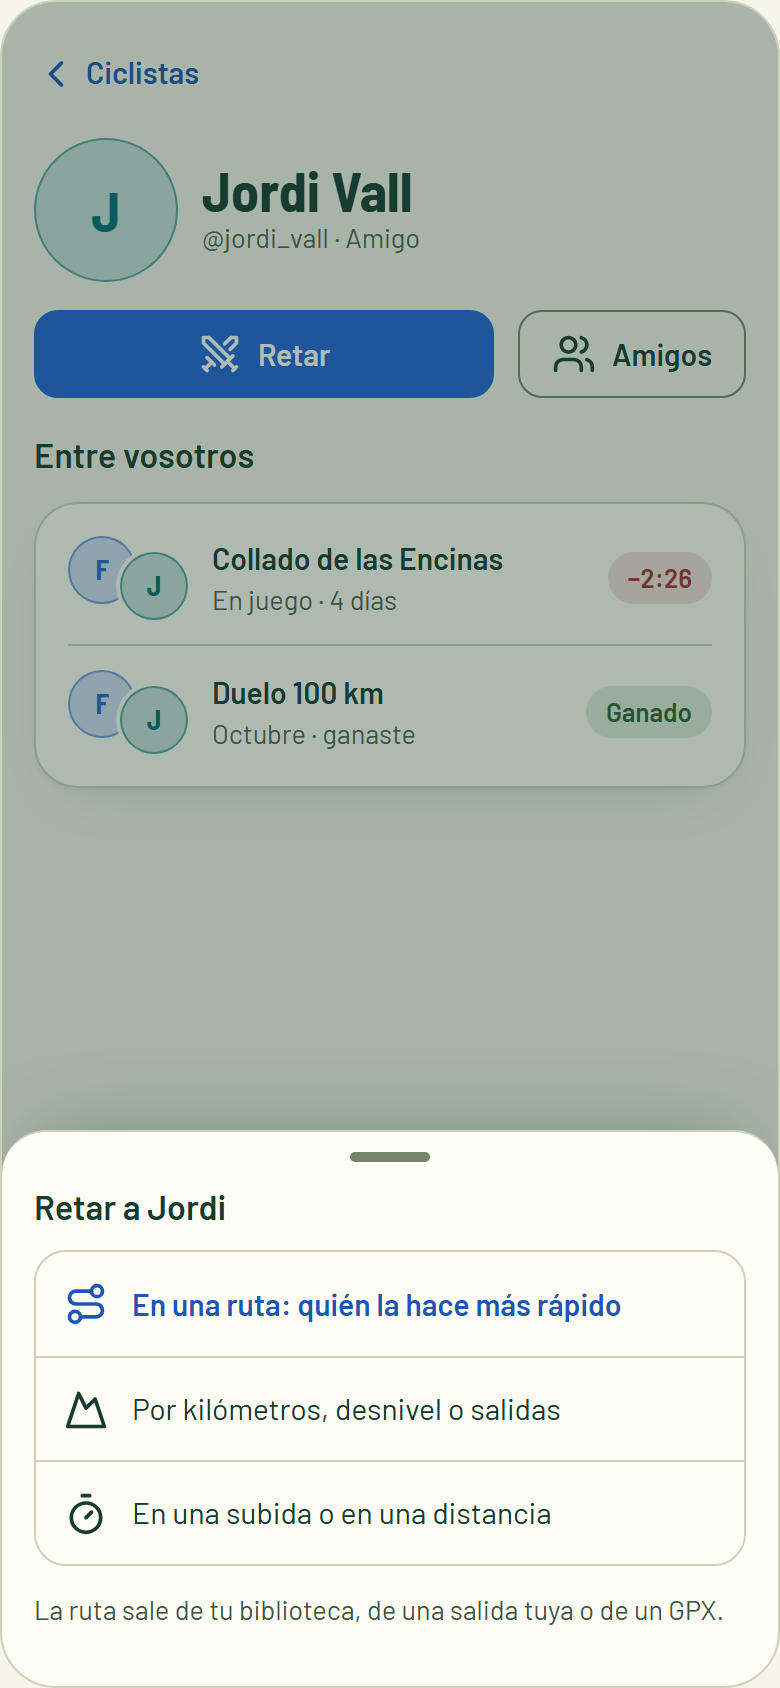 Ciclistas
J
Jordi Vall
@jordi_vall · Amigo
Retar
Amigos
Entre vosotros
F
J
Collado de las Encinas
En juego · 4 días
−2:26
F
J
Duelo 100 km
Octubre · ganaste
Ganado
Retar a Jordi
En una ruta: quién la hace más rápido
Por kilómetros, desnivel o salidas
En una subida o en una distancia
La ruta sale de tu biblioteca, de una salida tuya o de un GPX.